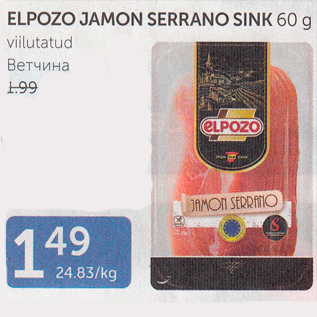 ELPOZO JAMON SERRANO SINK 60 g
viilutatud
Ветчина
1.99
ELPOZO
JAMON SERRANO
1 49
24.83/kg